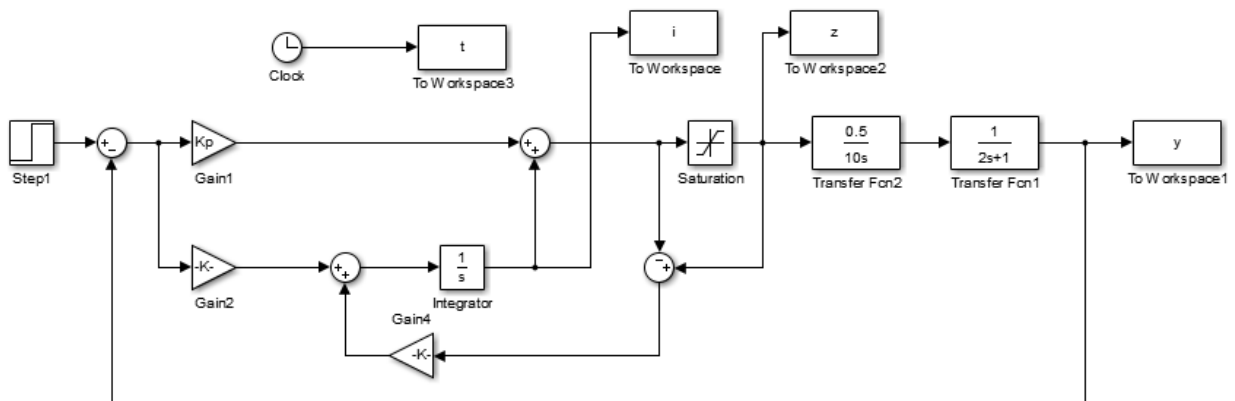 i
z
t
Clock
To Workspace3
To Workspace
To Workspace2
+
−
Kp
+
+
0.5
10s
1
2s+1
y
Step1
Gain1
Saturation
Transfer Fcn2
Transfer Fcn1
To Workspace1
-K-
+
+
1
s
−
+
Gain2
Integrator
Gain4
-K-